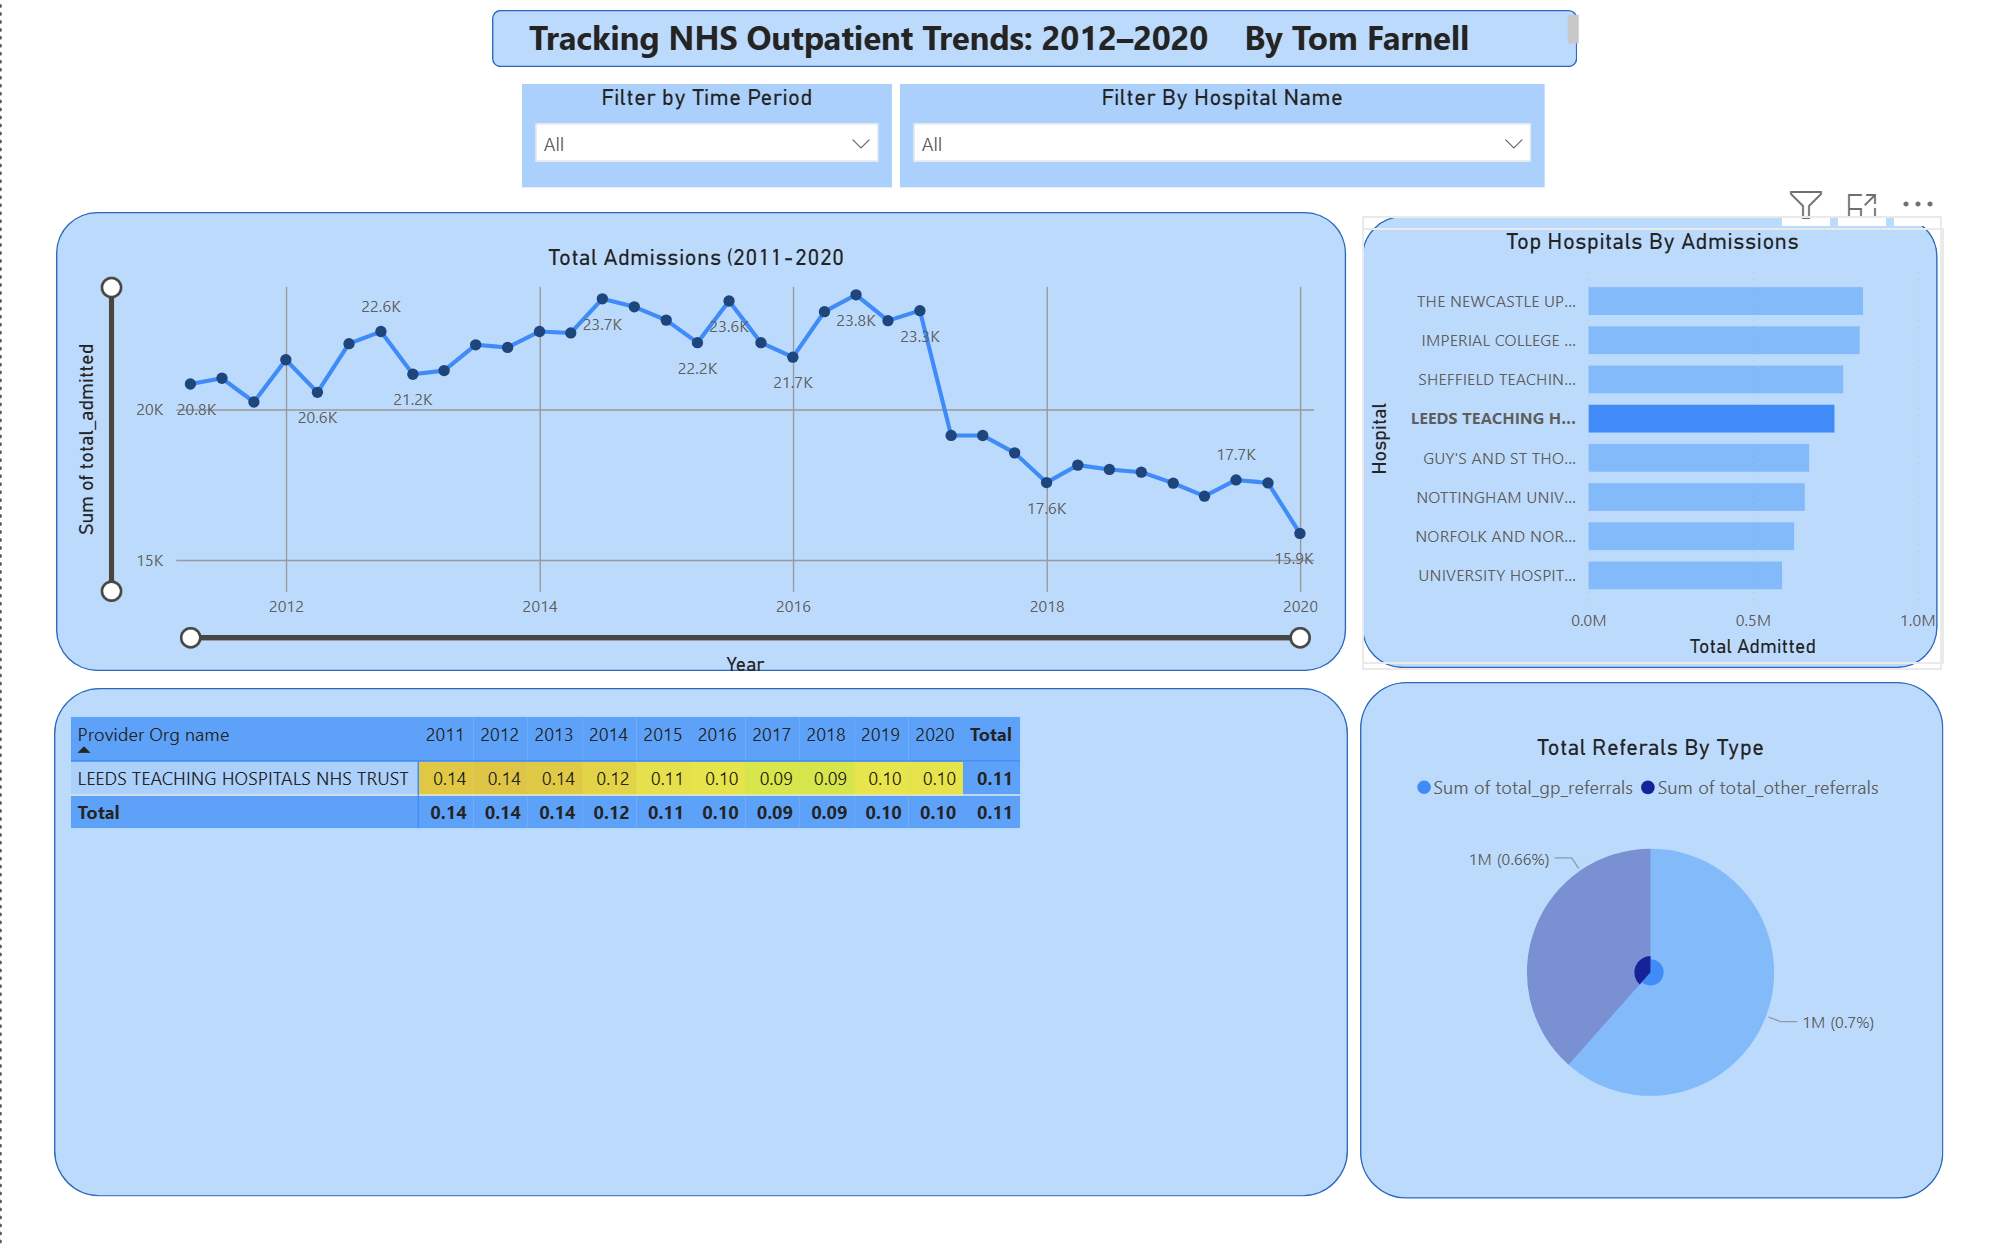 Tracking NHS Outpatient Trends: 2012–2020 By Tom Farnell
Filter by Time Period
All
Filter By Hospital Name
All
Total Admissions (2011-2020
Sum of total_admitted
20K
15K
20.8K
20.6K
22.6K
21.2K
23.7K
22.2K
23.6K
21.7K
23.8K
23.3K
17.6K
17.7K
15.9K
2012 2014 2016 2018 2020
Year
Top Hospitals By Admissions
Hospital
THE NEWCASTLE UP...
IMPERIAL COLLEGE ...
SHEFFIELD TEACHIN...
LEEDS TEACHING H...
GUY'S AND ST THO...
NOTTINGHAM UNIV...
NORFOLK AND NOR...
UNIVERSITY HOSPIT...
0.0M 0.5M 1.0M
Total Admitted
Provider Org name 2011 2012 2013 2014 2015 2016 2017 2018 2019 2020 Total
LEEDS TEACHING HOSPITALS NHS TRUST 0.14 0.14 0.14 0.12 0.11 0.10 0.09 0.09 0.10 0.10 0.11
Total 0.14 0.14 0.14 0.12 0.11 0.10 0.09 0.09 0.10 0.10 0.11
Total Referals By Type
Sum of total_gp_referrals Sum of total_other_referrals
1M (0.66%)
1M (0.7%)